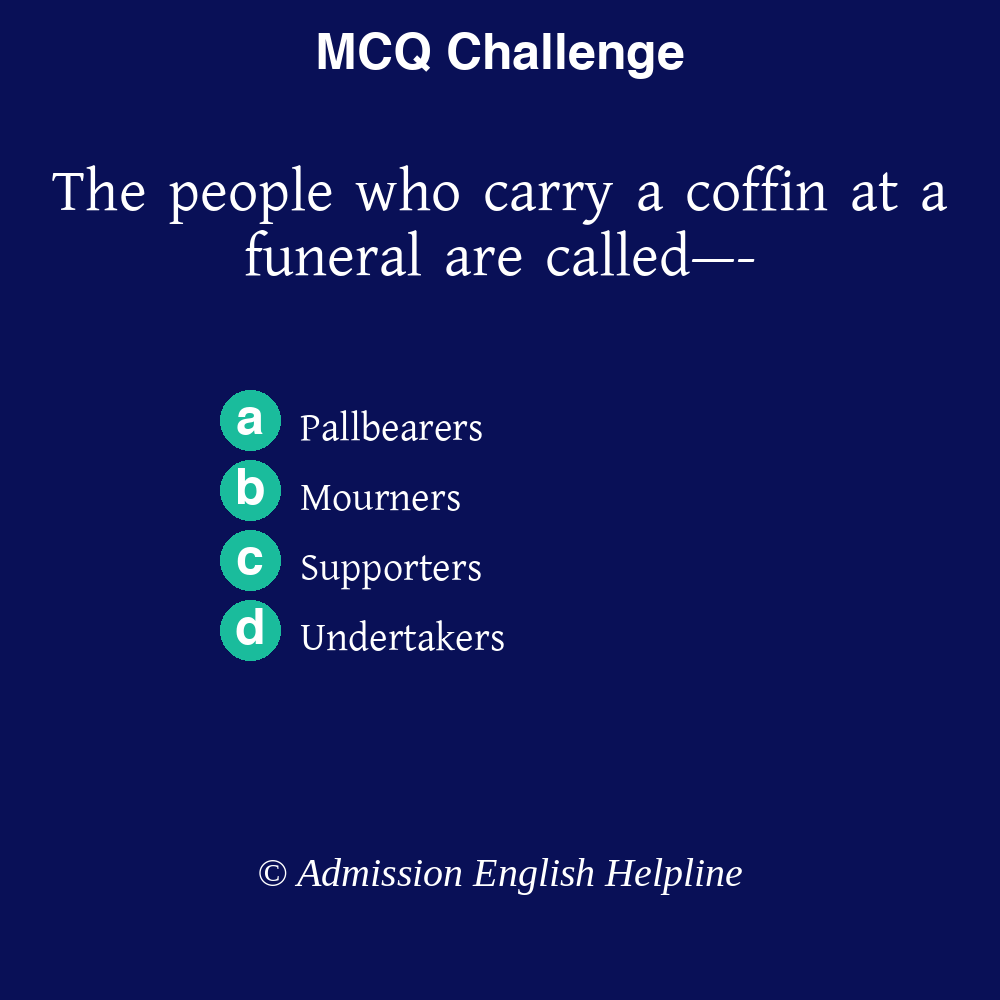 MCQ Challenge
The people who carry a coffin at a
funeral are called—-
a Pallbearers
b Mourners
c Supporters
d Undertakers
© Admission English Helpline